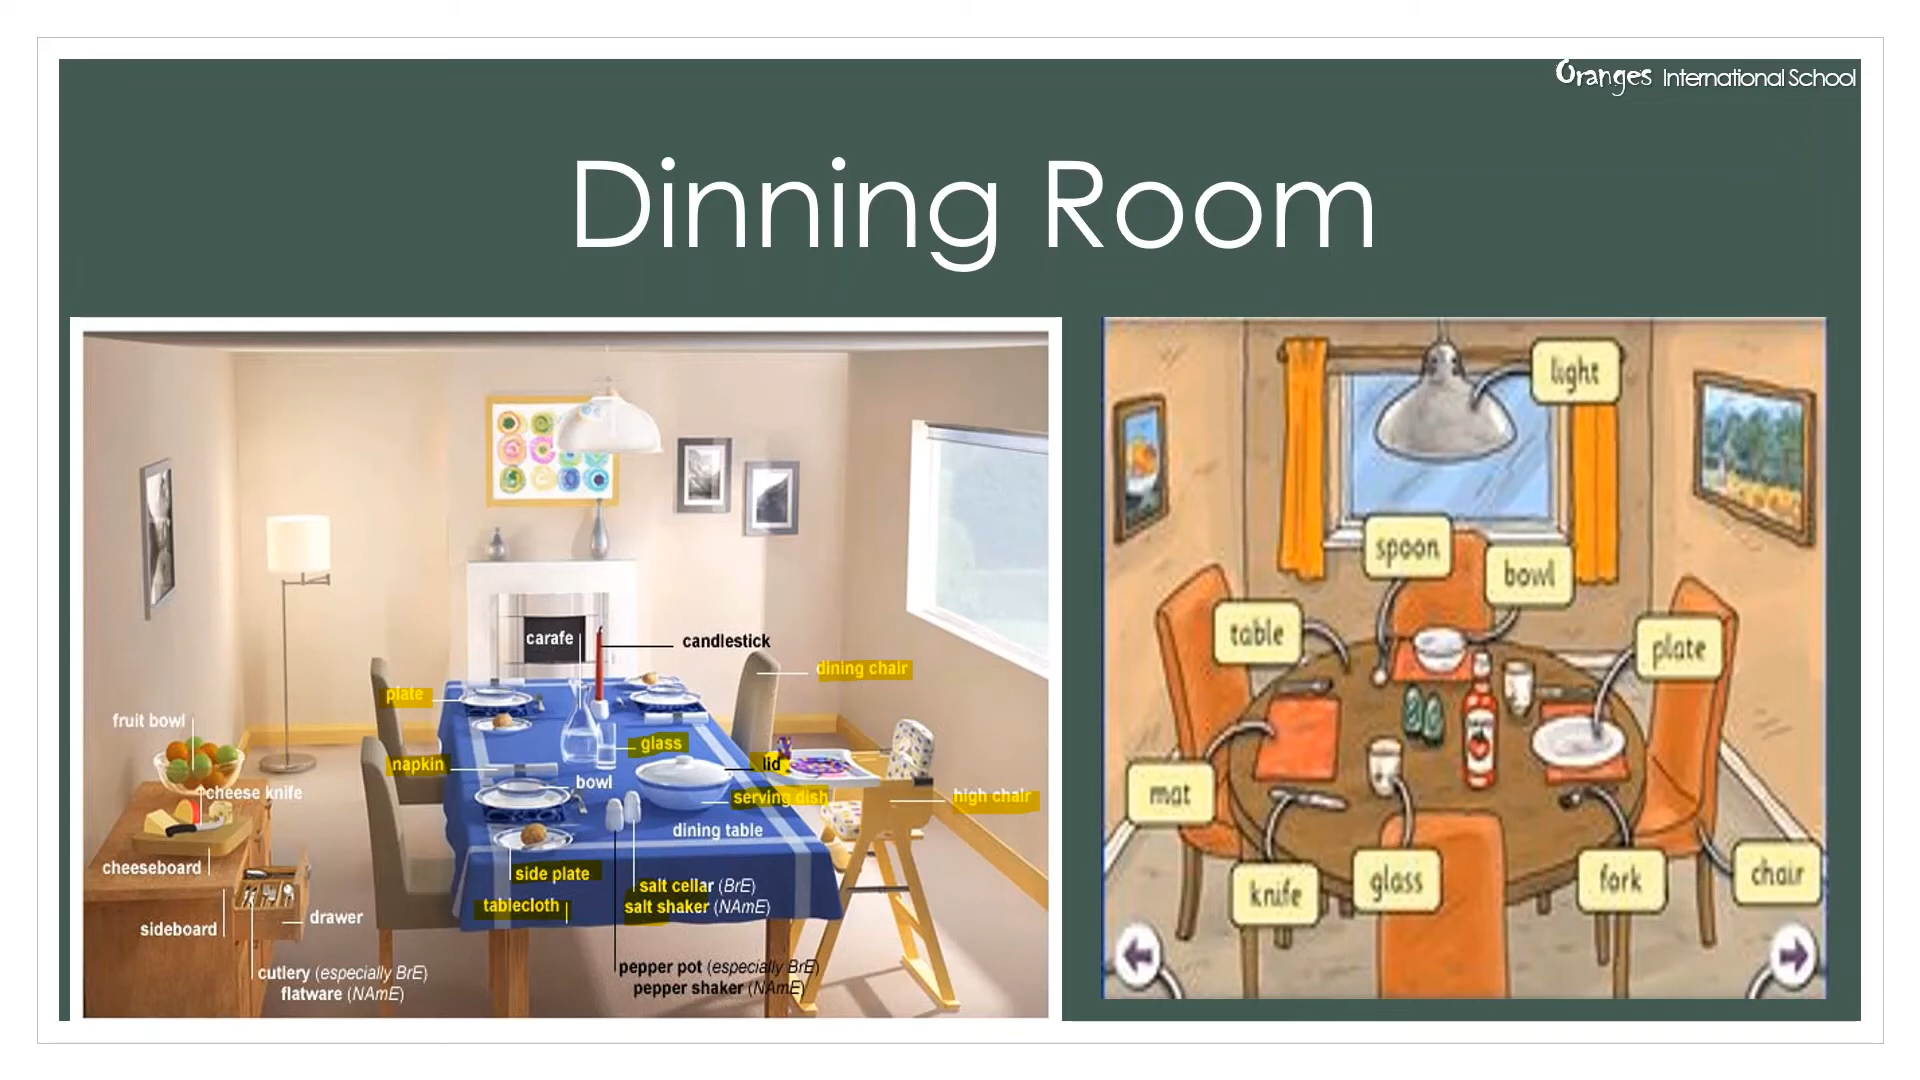 Oranges International School
Dinning Room
carafe
candlestick
dining chair
plate
fruit bowl
glass
napkin
lid
bowl
cheese knife
serving dish
high chair
dining table
cheeseboard
side plate
salt cellar (BrE)
salt shaker (NAmE)
tablecloth
drawer
sideboard
cutlery (especially BrE)
flatware (NAmE)
pepper pot (especially BrE)
pepper shaker (NAmE)
light
spoon
bowl
table
plate
mat
knife
glass
fork
chair